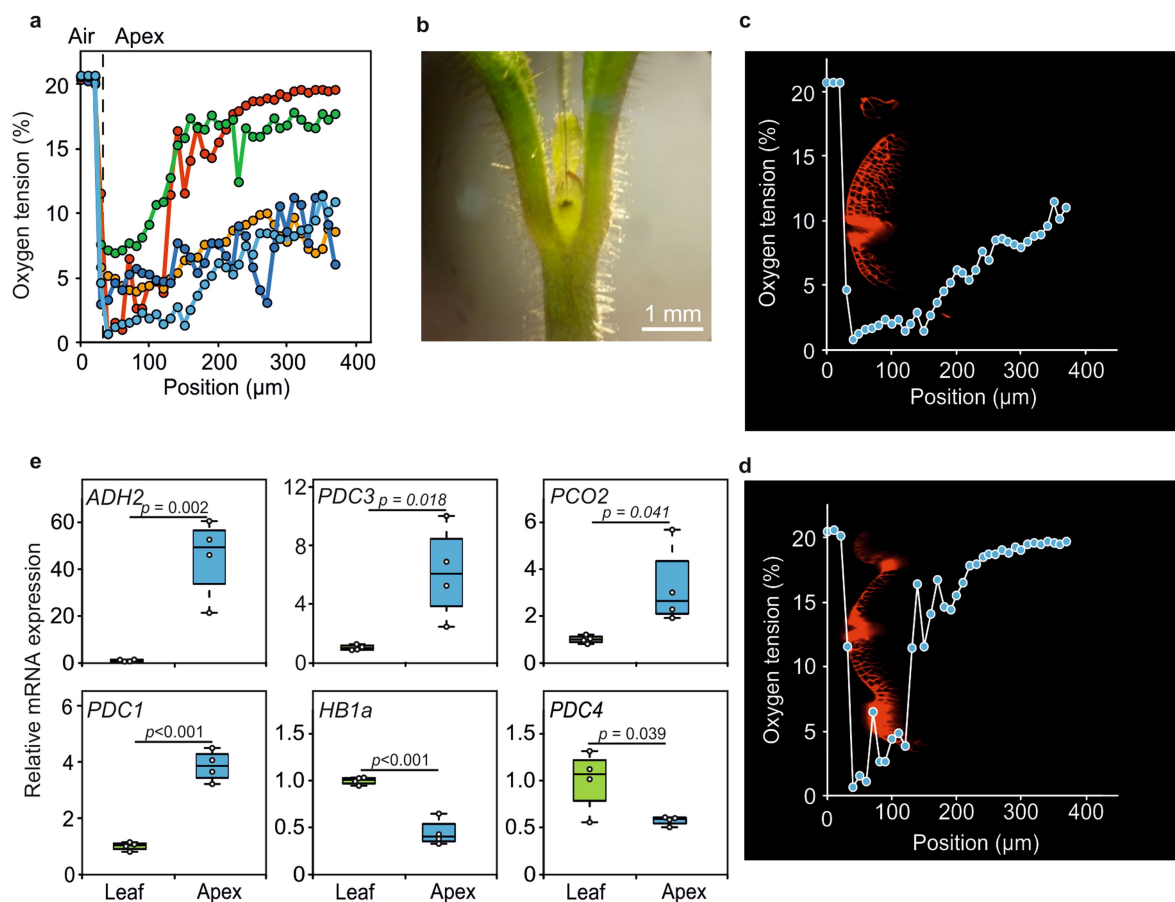 a
Air Apex
Oxygen tension (%)
20
15
10
5
0
0 100 200 300 400
Position (µm)
b
1 mm
c
Oxygen tension (%)
20
15
10
5
0
0 100 200 300 400
Position (µm)
e
Relative mRNA expression
ADH2
p = 0.002
60
40
20
0
PDC3
p = 0.018
12
8
4
0
PCO2
p = 0.041
6
4
2
0
PDC1
p<0.001
6
4
2
0
Leaf Apex
HB1a
p<0.001
1.5
1.0
0.5
0
Leaf Apex
PDC4
p = 0.039
1.5
1.0
0.5
0
Leaf Apex
d
Oxygen tension (%)
20
15
10
5
0
0 100 200 300 400
Position (µm)